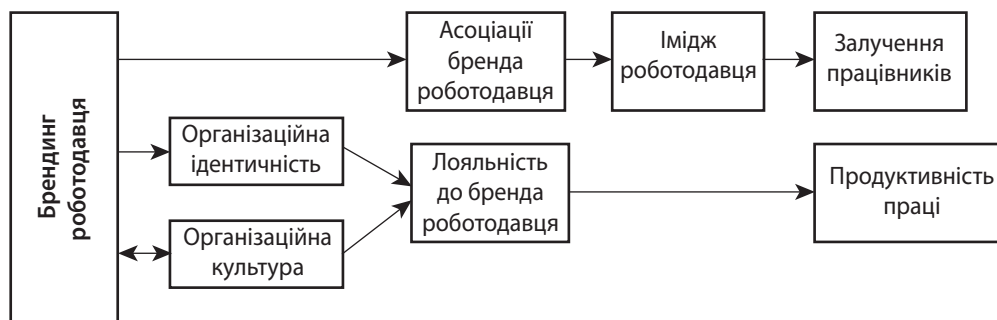 Брендинг
роботодавця
Асоціації
бренда
роботодавця
Імідж
роботодавця
Залучення
працівників
Організаційна
ідентичність
Лояльність
до бренда
роботодавця
Продуктивність
праці
Організаційна
культура